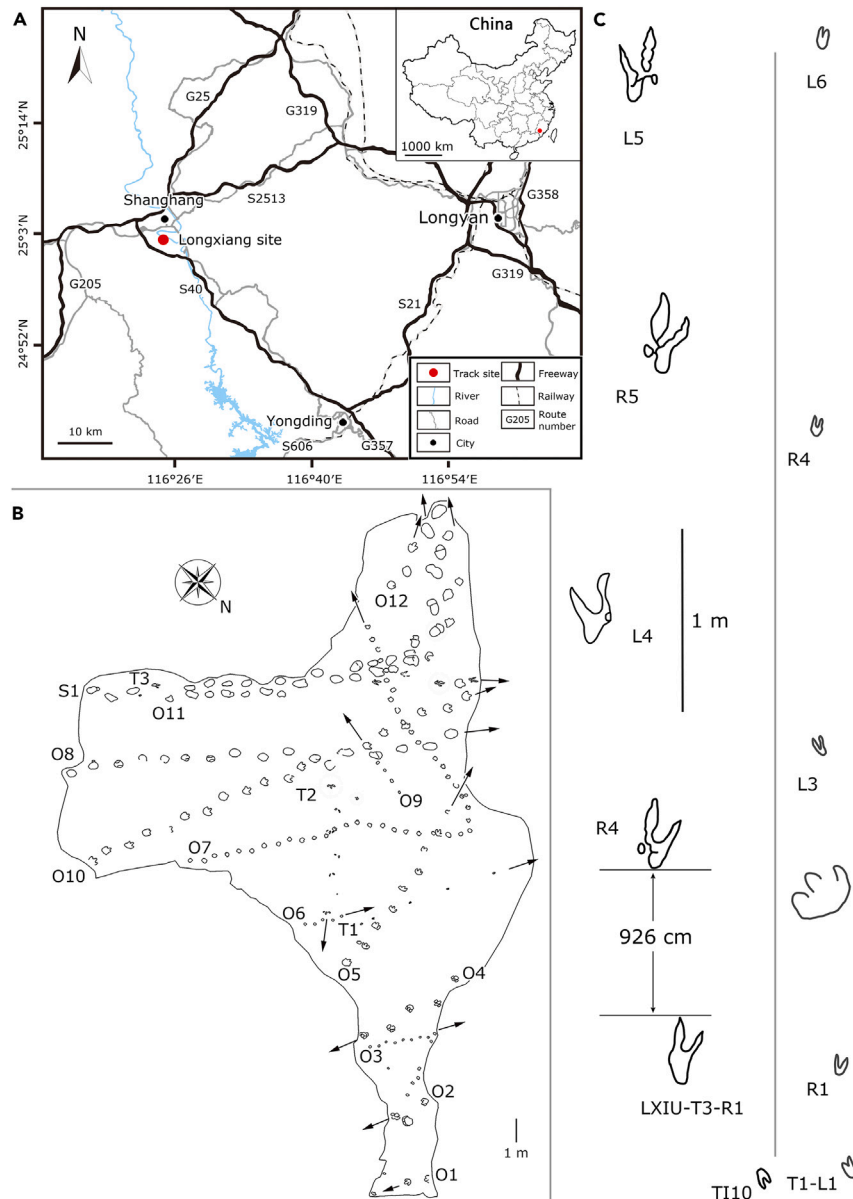 A
N
China
1000 km
25°14′N
25°3′N
24°52′N
G25
G319
S2513
Shanghang
Longxiang site
Longyan
G358
G319
G205
S40
S21
Yongding
S606
G357
10 km
Track site
Freeway
River
Railway
Road
G205
Route
number
City
116°26′E
116°40′E
116°54′E
B
N
O12
T3
S1
O11
O8
T2
O9
O7
O10
O6
T1
O5
O4
O3
O2
O1
1 m
C
L5
L6
R5
R4
L4
1 m
L3
R4
926 cm
LXIU-T3-R1
R1
TI10
T1-L1